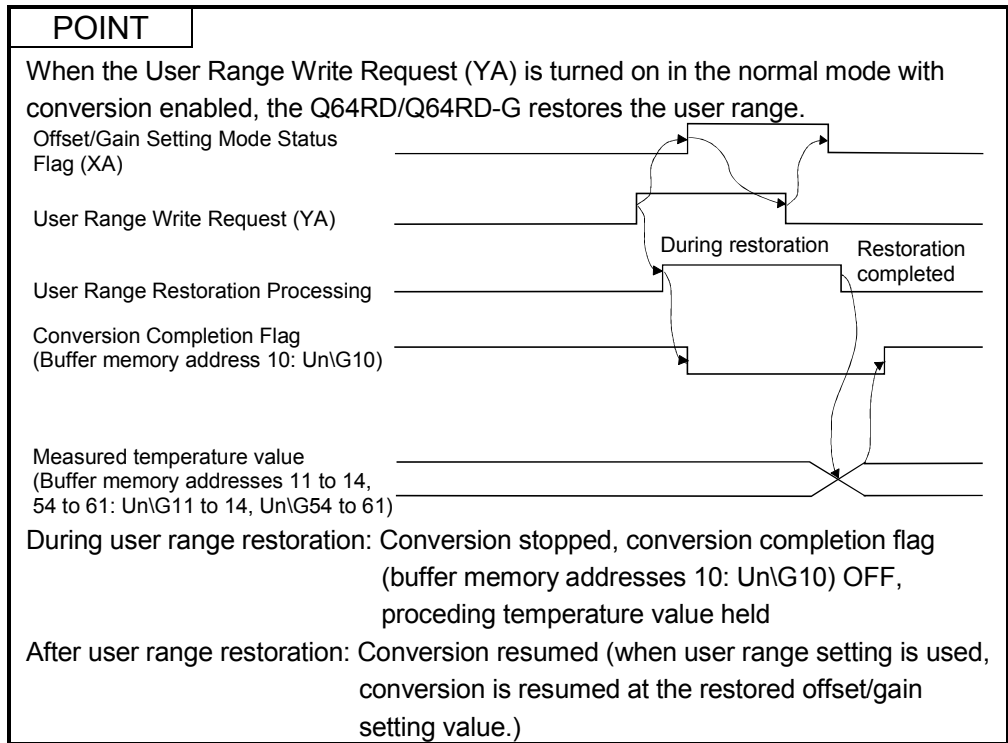 POINT
When the User Range Write Request (YA) is turned on in the normal mode with
conversion enabled, the Q64RD/Q64RD-G restores the user range.
Offset/Gain Setting Mode Status
Flag (XA)
User Range Write Request (YA)
During restoration
Restoration
completed
User Range Restoration Processing
Conversion Completion Flag
(Buffer memory address 10: Un\G10)
Measured temperature value
(Buffer memory addresses 11 to 14,
54 to 61: Un\G11 to 14, Un\G54 to 61)
During user range restoration: Conversion stopped, conversion completion flag
(buffer memory addresses 10: Un\G10) OFF,
proceding temperature value held
After user range restoration: Conversion resumed (when user range setting is used,
conversion is resumed at the restored offset/gain
setting value.)